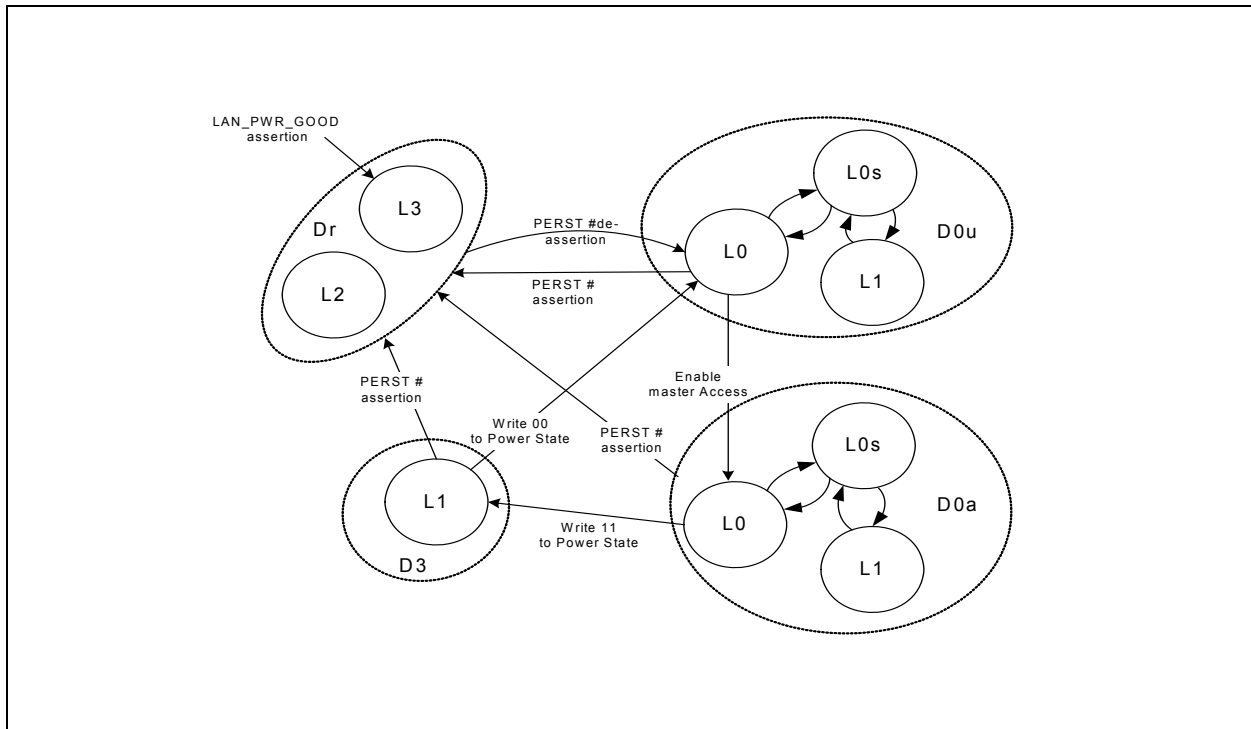 LAN_PWR_GOOD
assertion
L3
Dr
L2
PERST #de-
assertion
PERST #
assertion
L0s
L0
D0u
L1
PERST #
assertion
Write 00
to Power State
PERST #
assertion
Enable
master Access
L1
D3
Write 11
to Power State
L0s
L0
D0a
L1